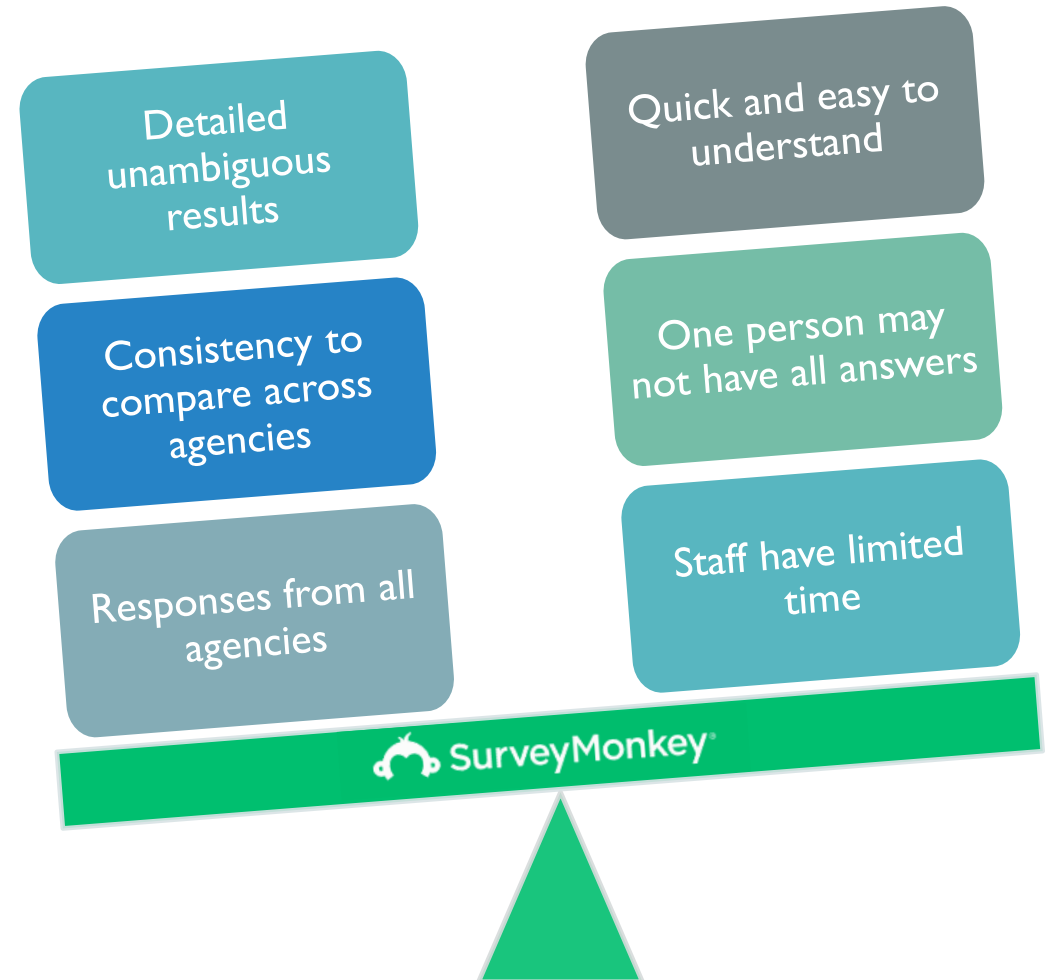 Detailed
unambiguous
results
Consistency to
compare across
agencies
Responses from all
agencies
Quick and easy to
understand
One person may
not have all answers
Staff have limited
time
SurveyMonkey®